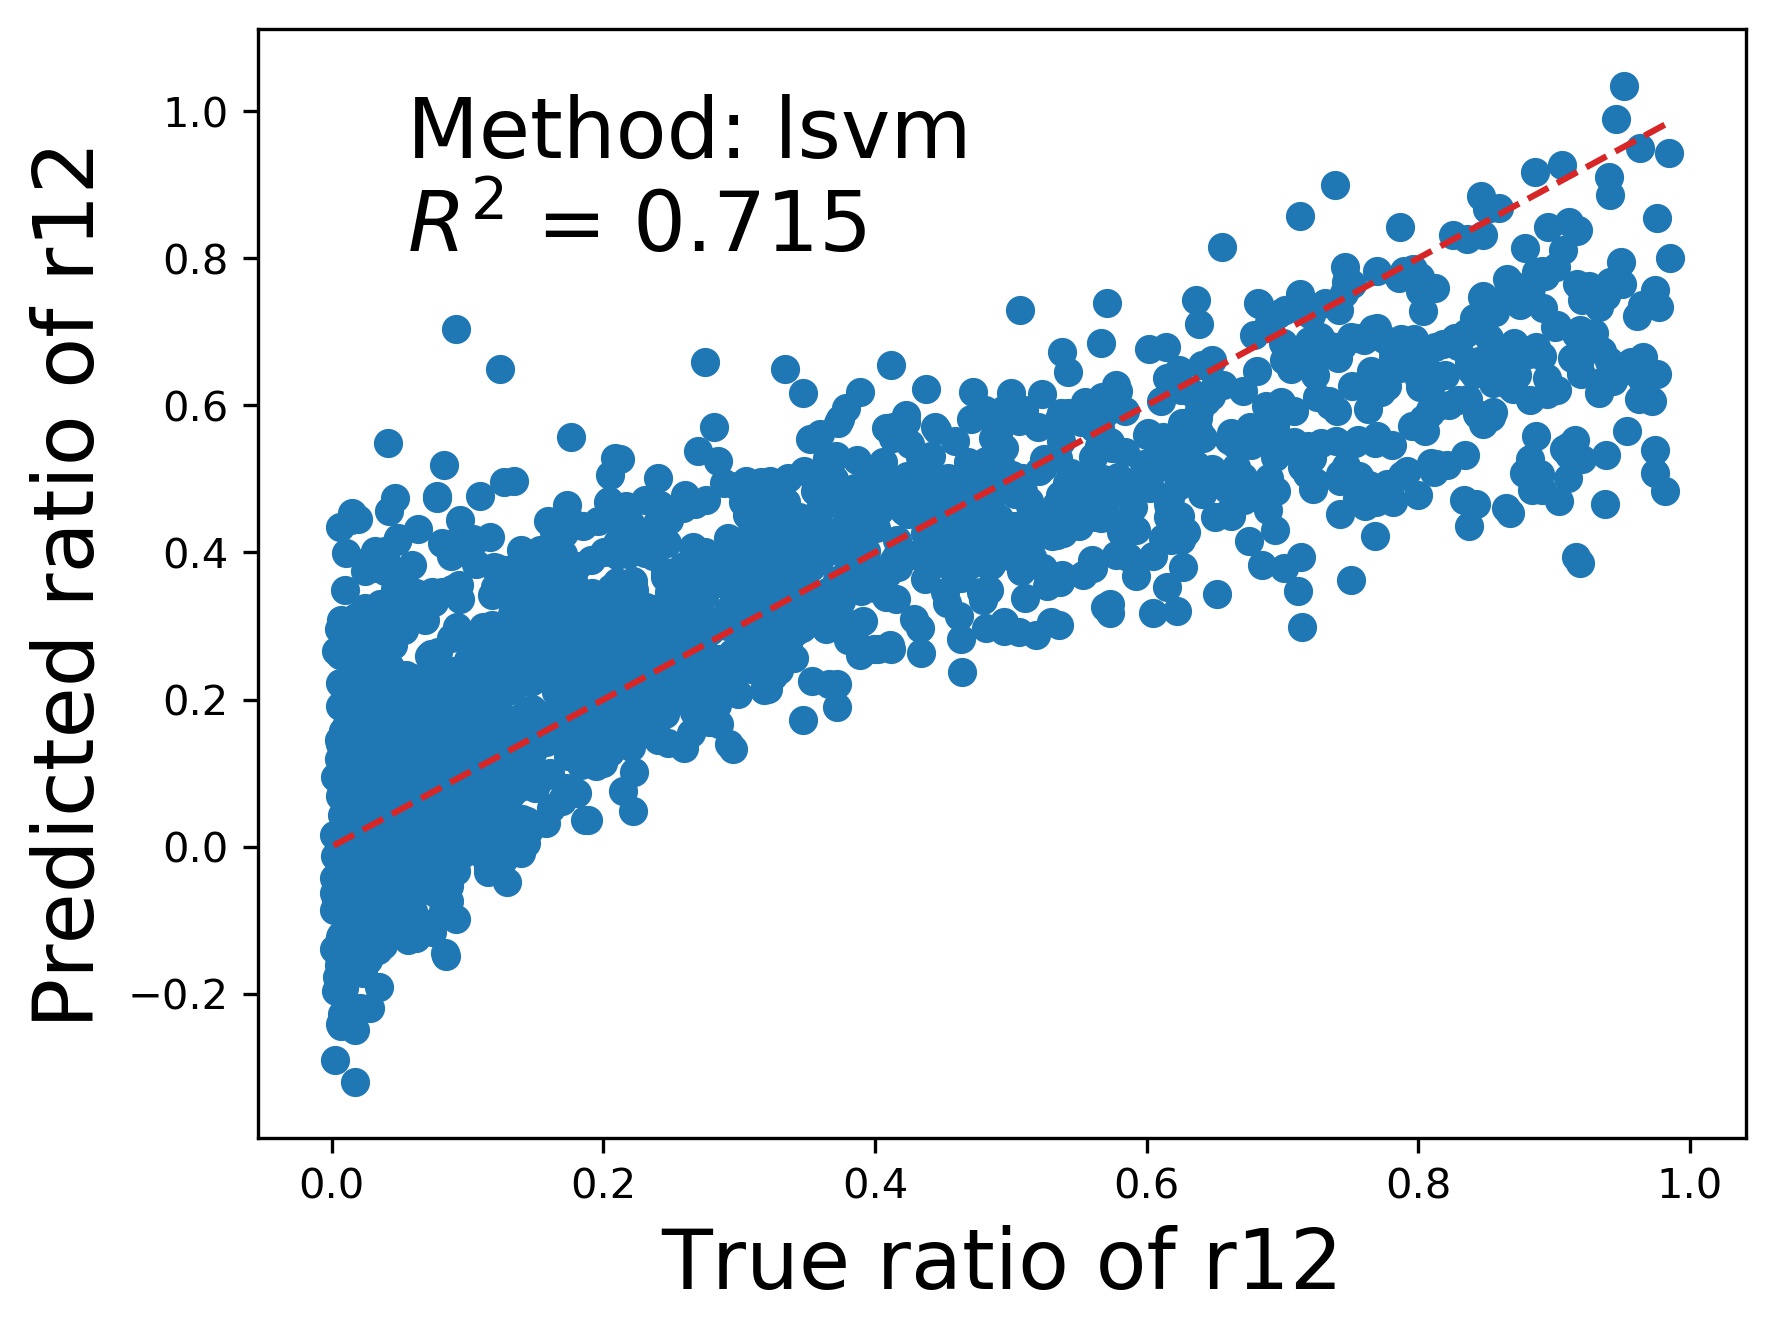 Method: lsvm
R² = 0.715
Predicted ratio of r12
1.0
0.8
0.6
0.4
0.2
0.0
−0.2
0.0 0.2 0.4 0.6 0.8 1.0
True ratio of r12